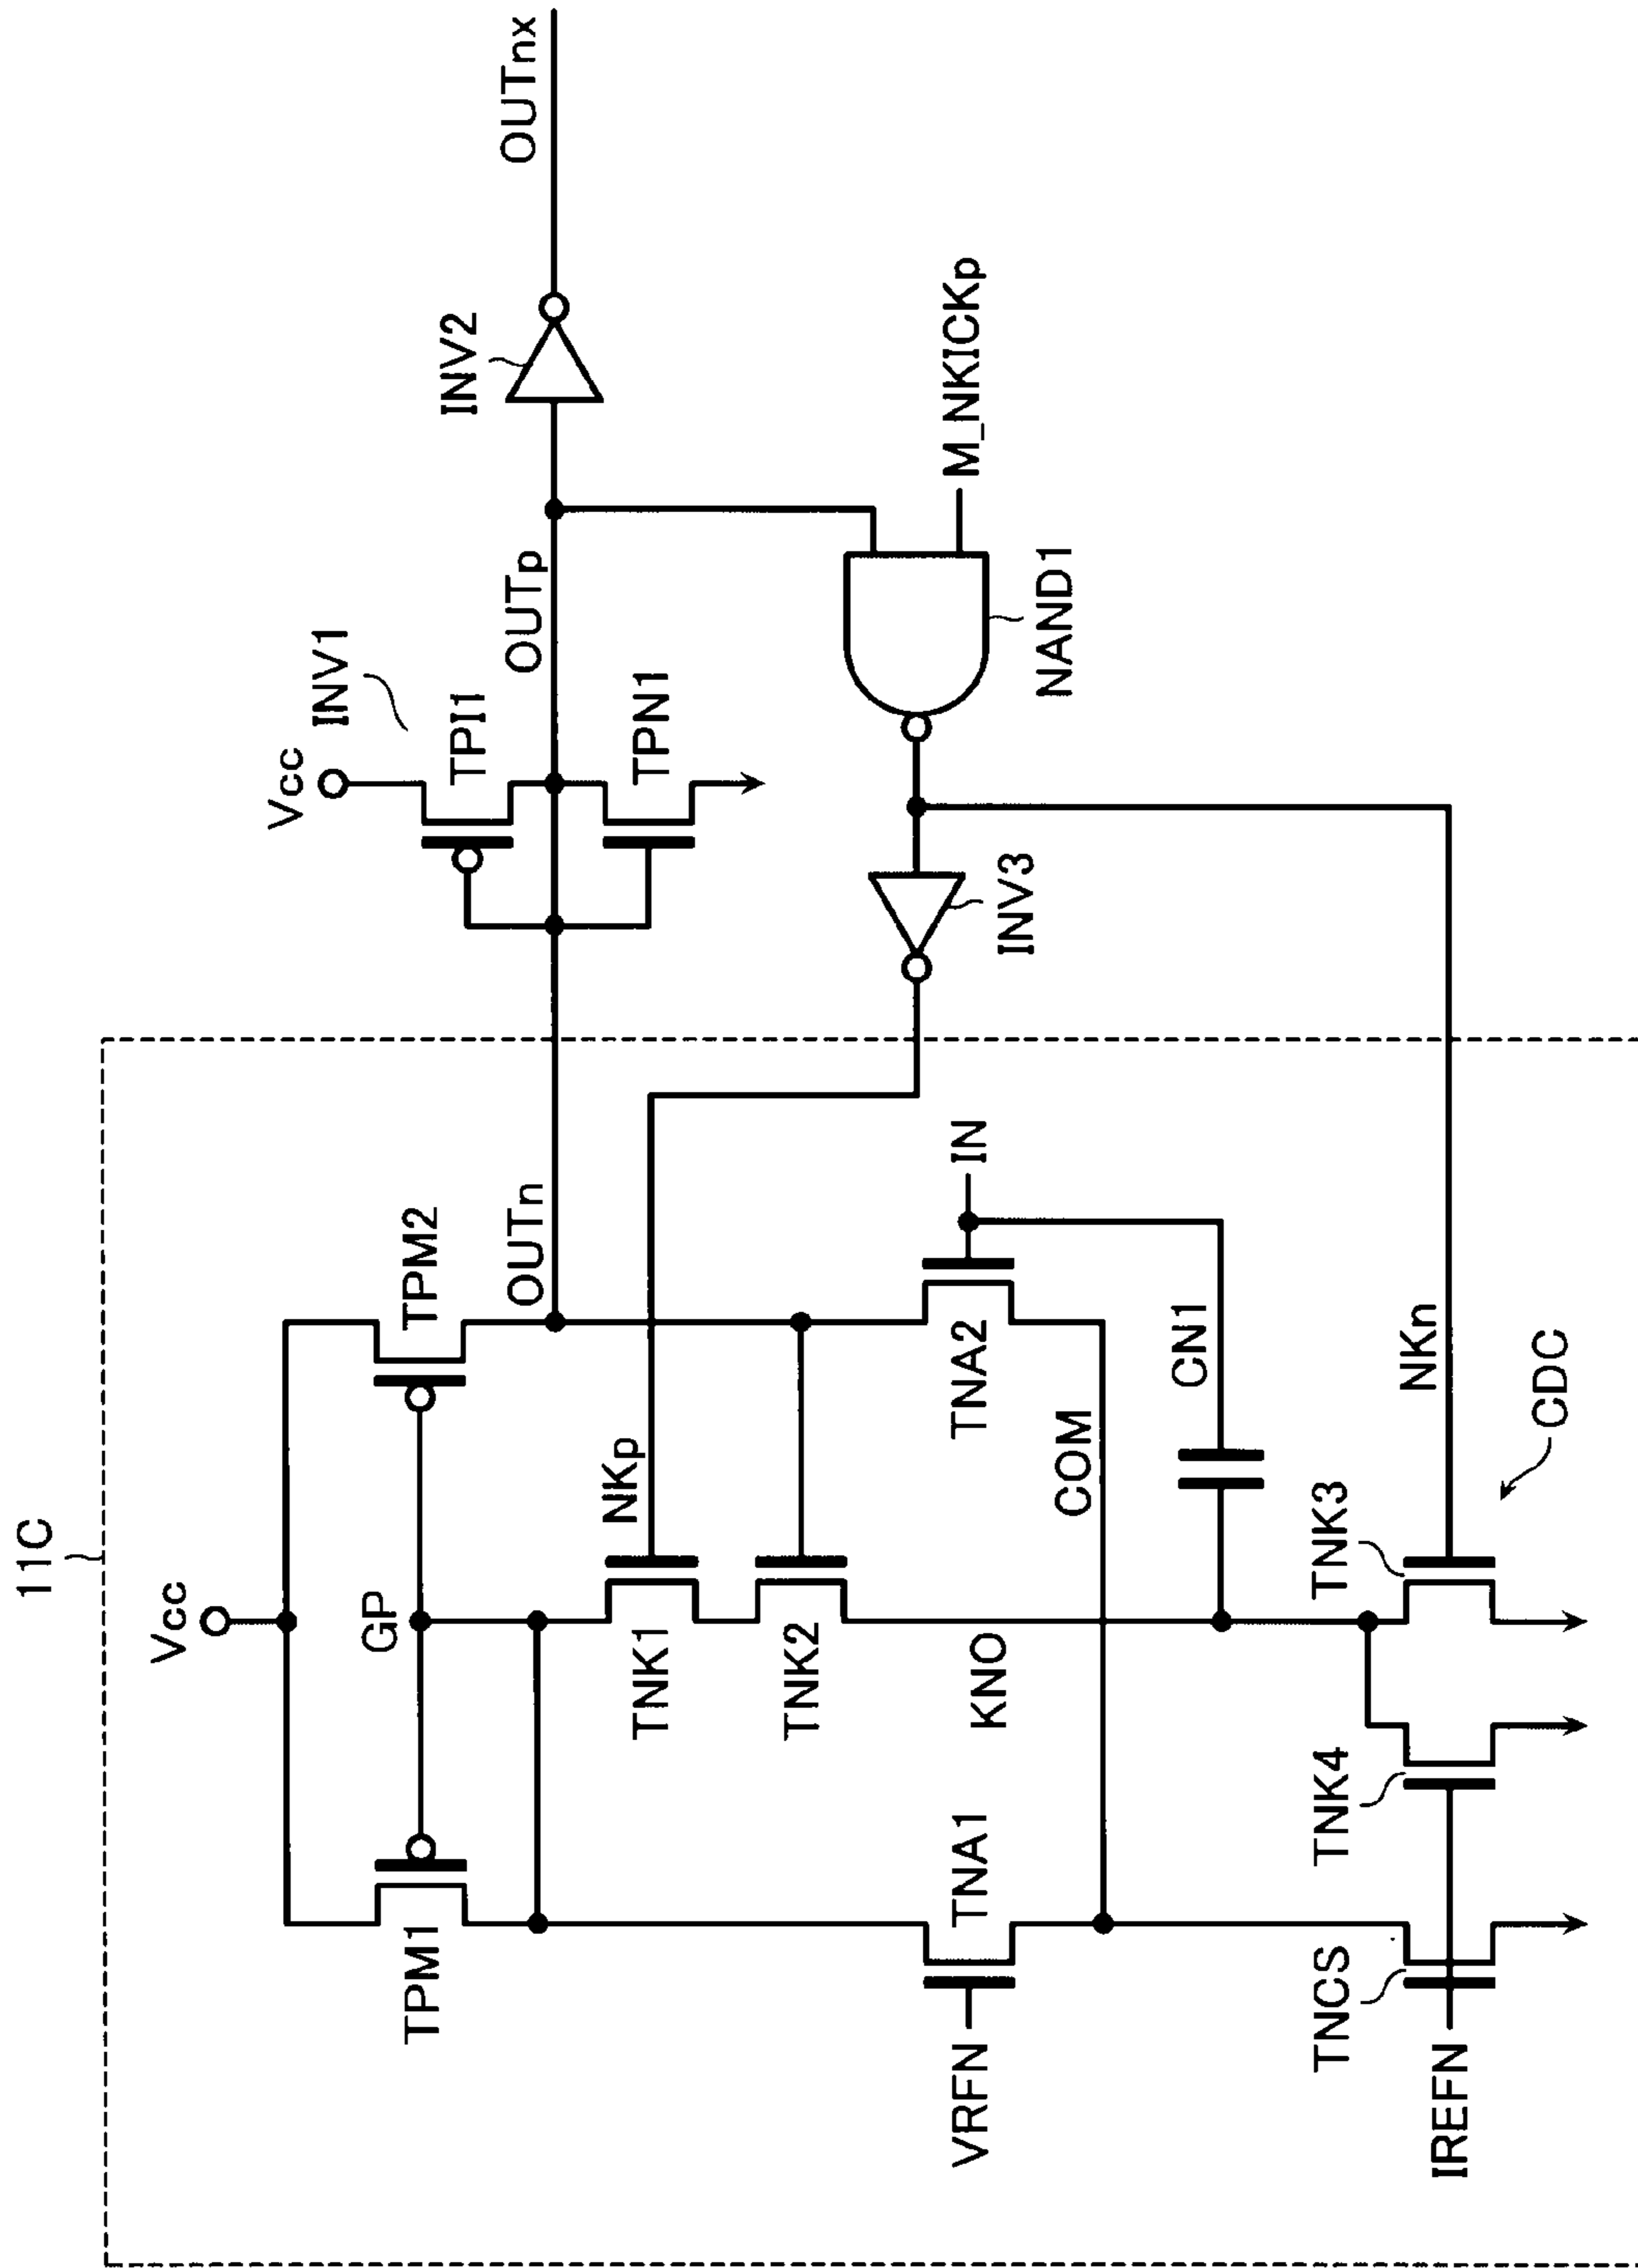 11C
Vcc
TPM1
GP
TPM2
OUTn
NKp
TNK1
TNK2
KNO
VRFN
TNA1
TNA2
IN
COM
CN1
TNCS
TNK4
TNK3
IREFN
NKn
CDC
Vcc
INV1
TPI1
TPN1
OUTp
INV2
OUTnx
INV3
NAND1
M_NKICKp